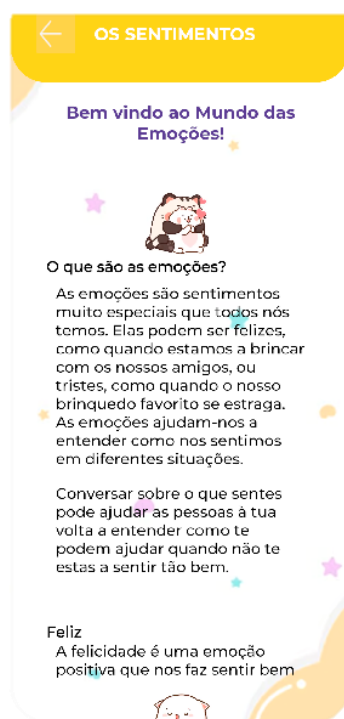 OS SENTIMENTOS
Bem vindo ao Mundo das
Emoções!
O que são as emoções?
As emoções são sentimentos
muito especiais que todos nós
temos. Elas podem ser felizes,
como quando estamos a brincar
com os nossos amigos, ou
tristes, como quando o nosso
brinquedo favorito se estraga.
As emoções ajudam-nos a
entender como nos sentimos
em diferentes situações.
Conversar sobre o que sentes
pode ajudar as pessoas à tua
volta a entender como te
podem ajudar quando não te
estas a sentir tão bem.
Feliz
A felicidade é uma emoção
positiva que nos faz sentir bem